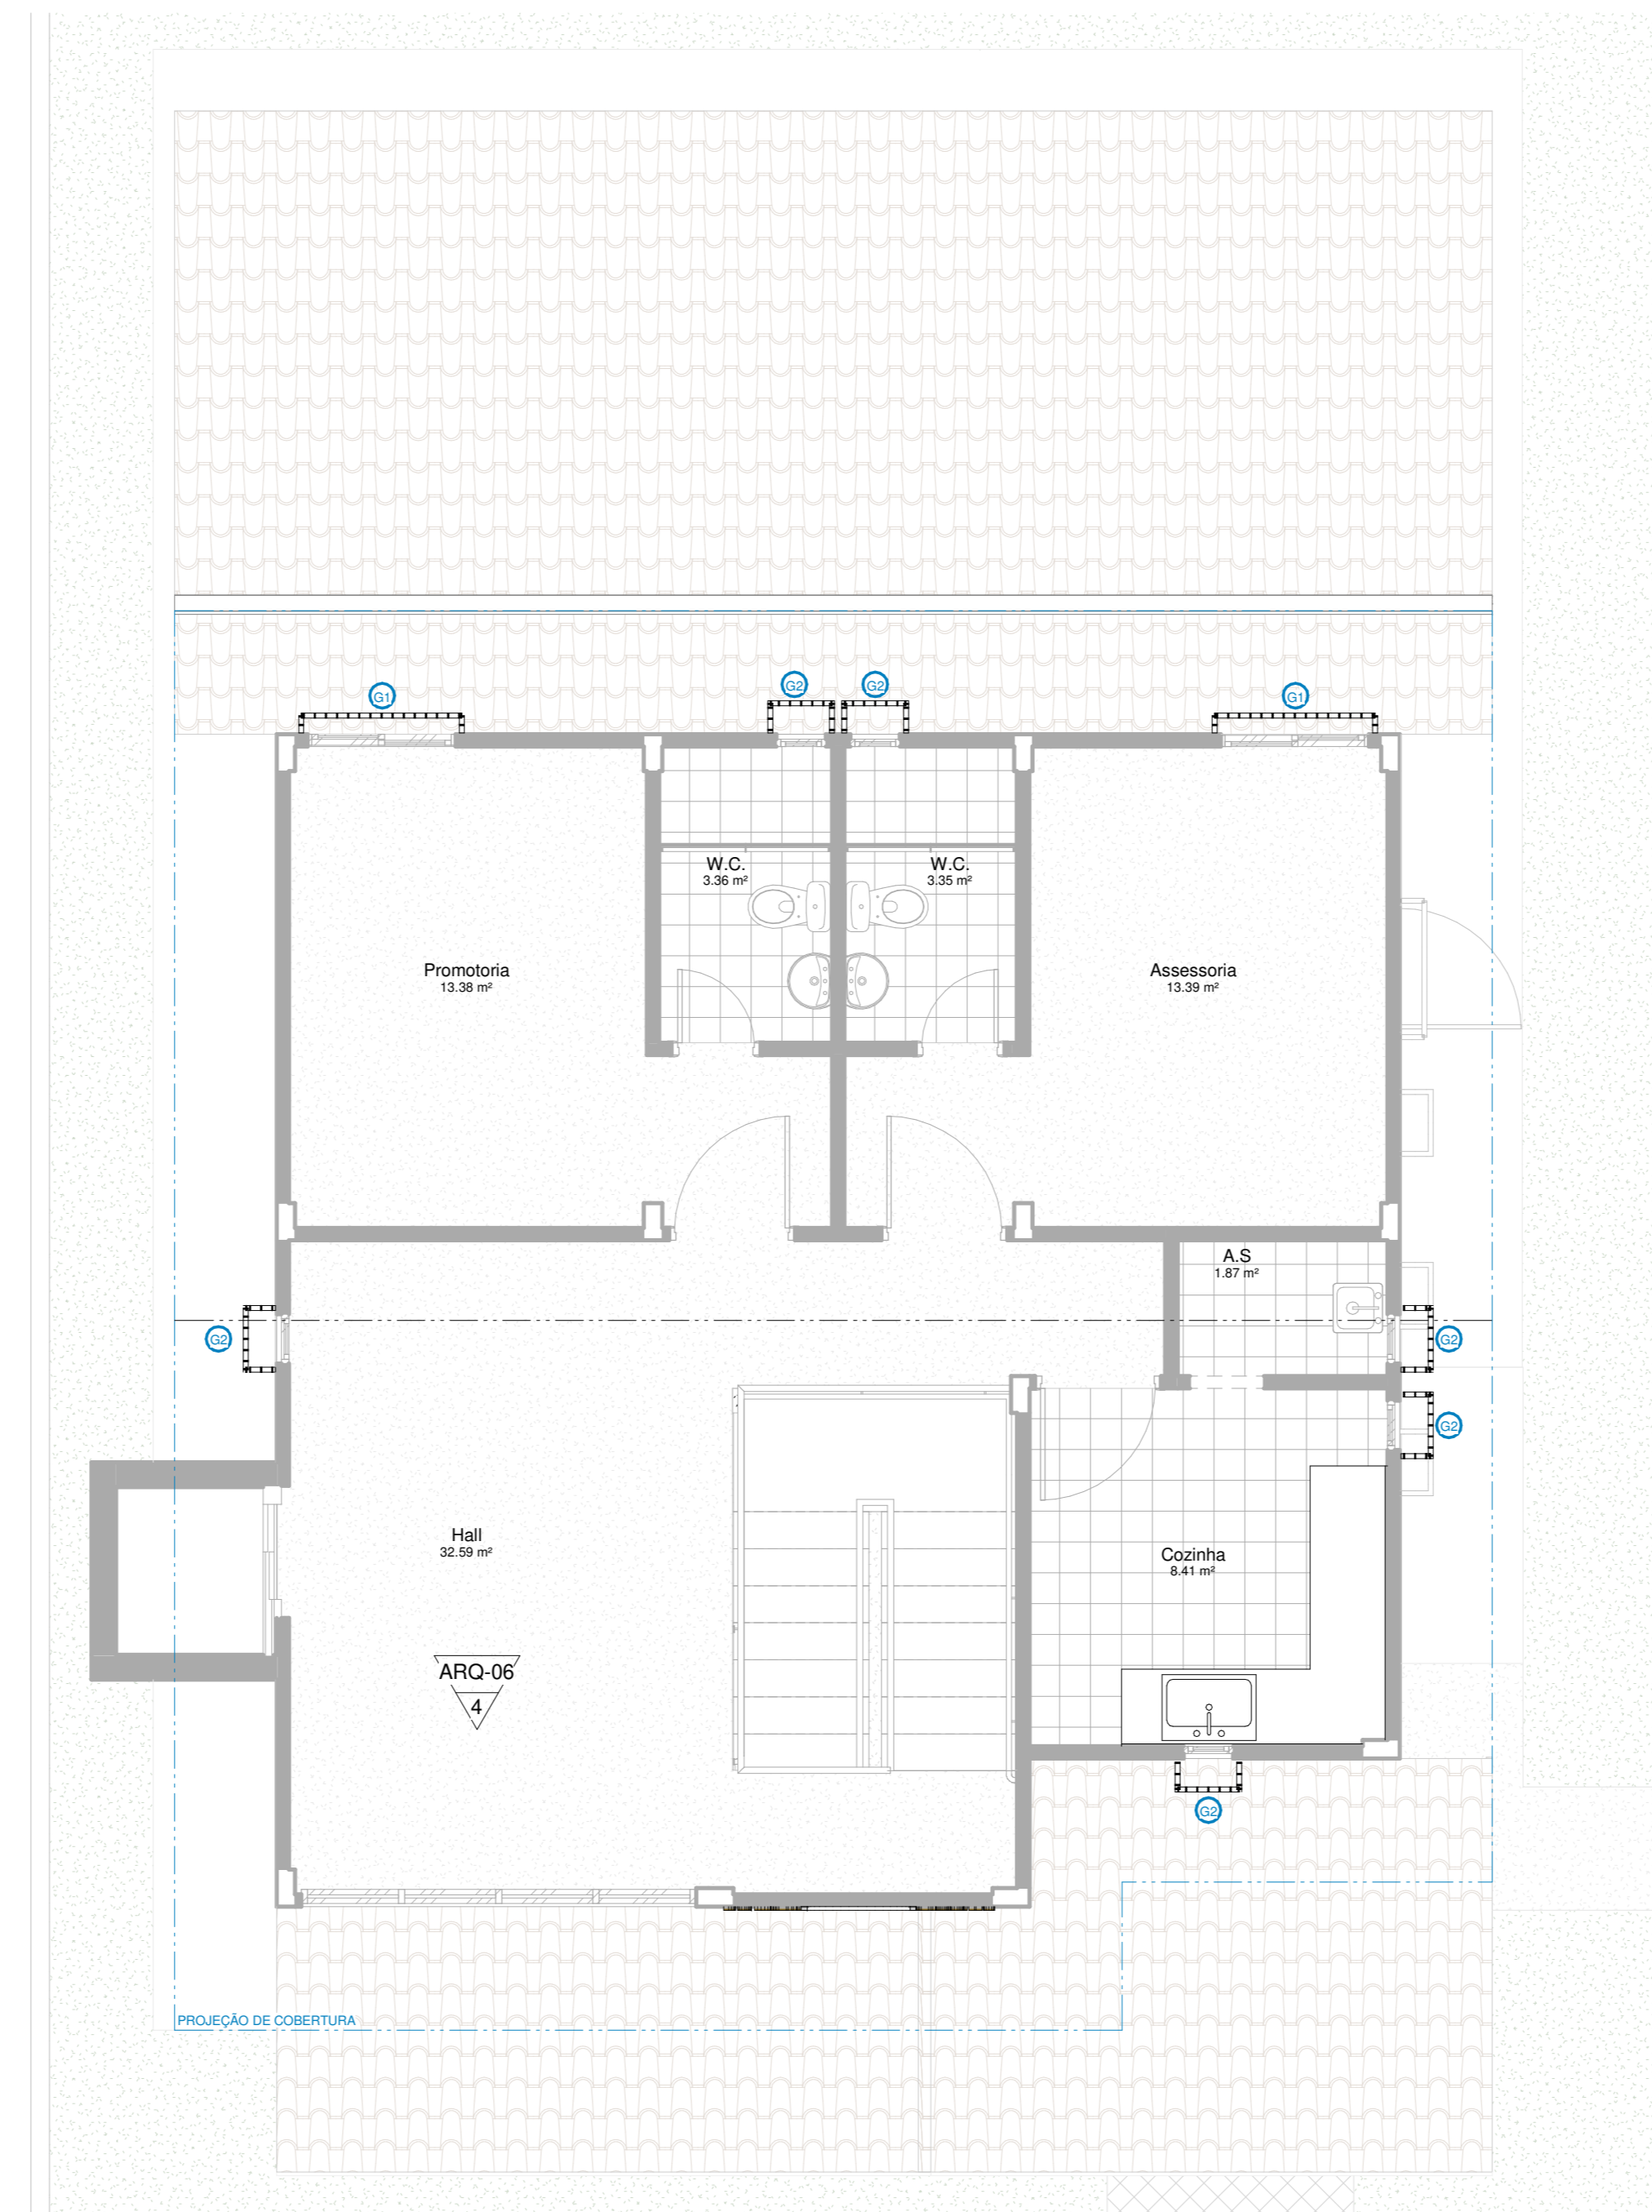 G1
G2
G2
G1
W.C.
3.36 m²
W.C.
3.35 m²
Promotoria
13.38 m²
Assessoria
13.39 m²
A.S
1.87 m²
G2
G2
G2
Hall
32.59 m²
Cozinha
8.41 m²
ARQ-06
4
G2
PROJEÇÃO DE COBERTURA